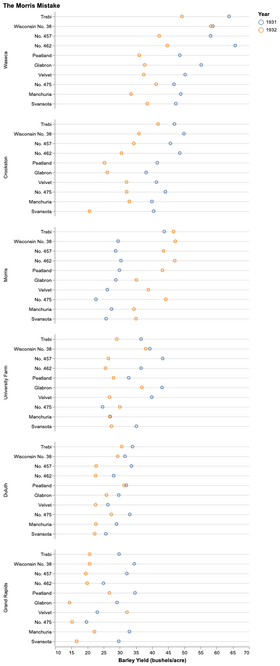 The Morris Mistake
Year
1931
1932
Waseca
Trebi
Wisconsin No. 38
No. 457
No. 462
Peatland
Glabron
Velvet
No. 475
Manchuria
Svansota
Crookston
Trebi
Wisconsin No. 38
No. 457
No. 462
Peatland
Glabron
Velvet
No. 475
Manchuria
Svansota
Morris
Trebi
Wisconsin No. 38
No. 457
No. 462
Peatland
Glabron
Velvet
No. 475
Manchuria
Svansota
University Farm
Trebi
Wisconsin No. 38
No. 457
No. 462
Peatland
Glabron
Velvet
No. 475
Manchuria
Svansota
Duluth
Trebi
Wisconsin No. 38
No. 457
No. 462
Peatland
Glabron
Velvet
No. 475
Manchuria
Svansota
Grand Rapids
Trebi
Wisconsin No. 38
No. 457
No. 462
Peatland
Glabron
Velvet
No. 475
Manchuria
Svansota
10 15 20 25 30 35 40 45 50 55 60 65 70
Barley Yield (bushels/acre)